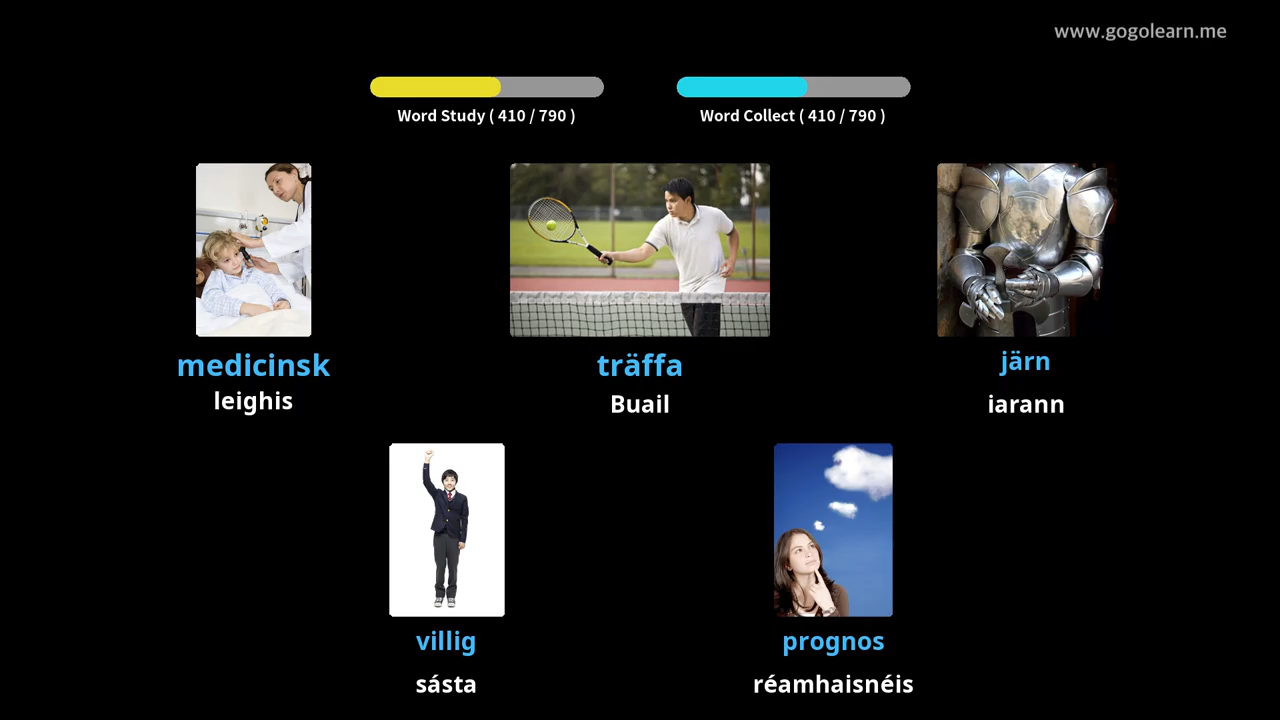 www.gogolearn.me
Word Study ( 410 / 790 )
Word Collect ( 410 / 790 )
medicinsk
leighis
träffa
Buail
järn
iarann
villig
sásta
prognos
réamhaisnéis